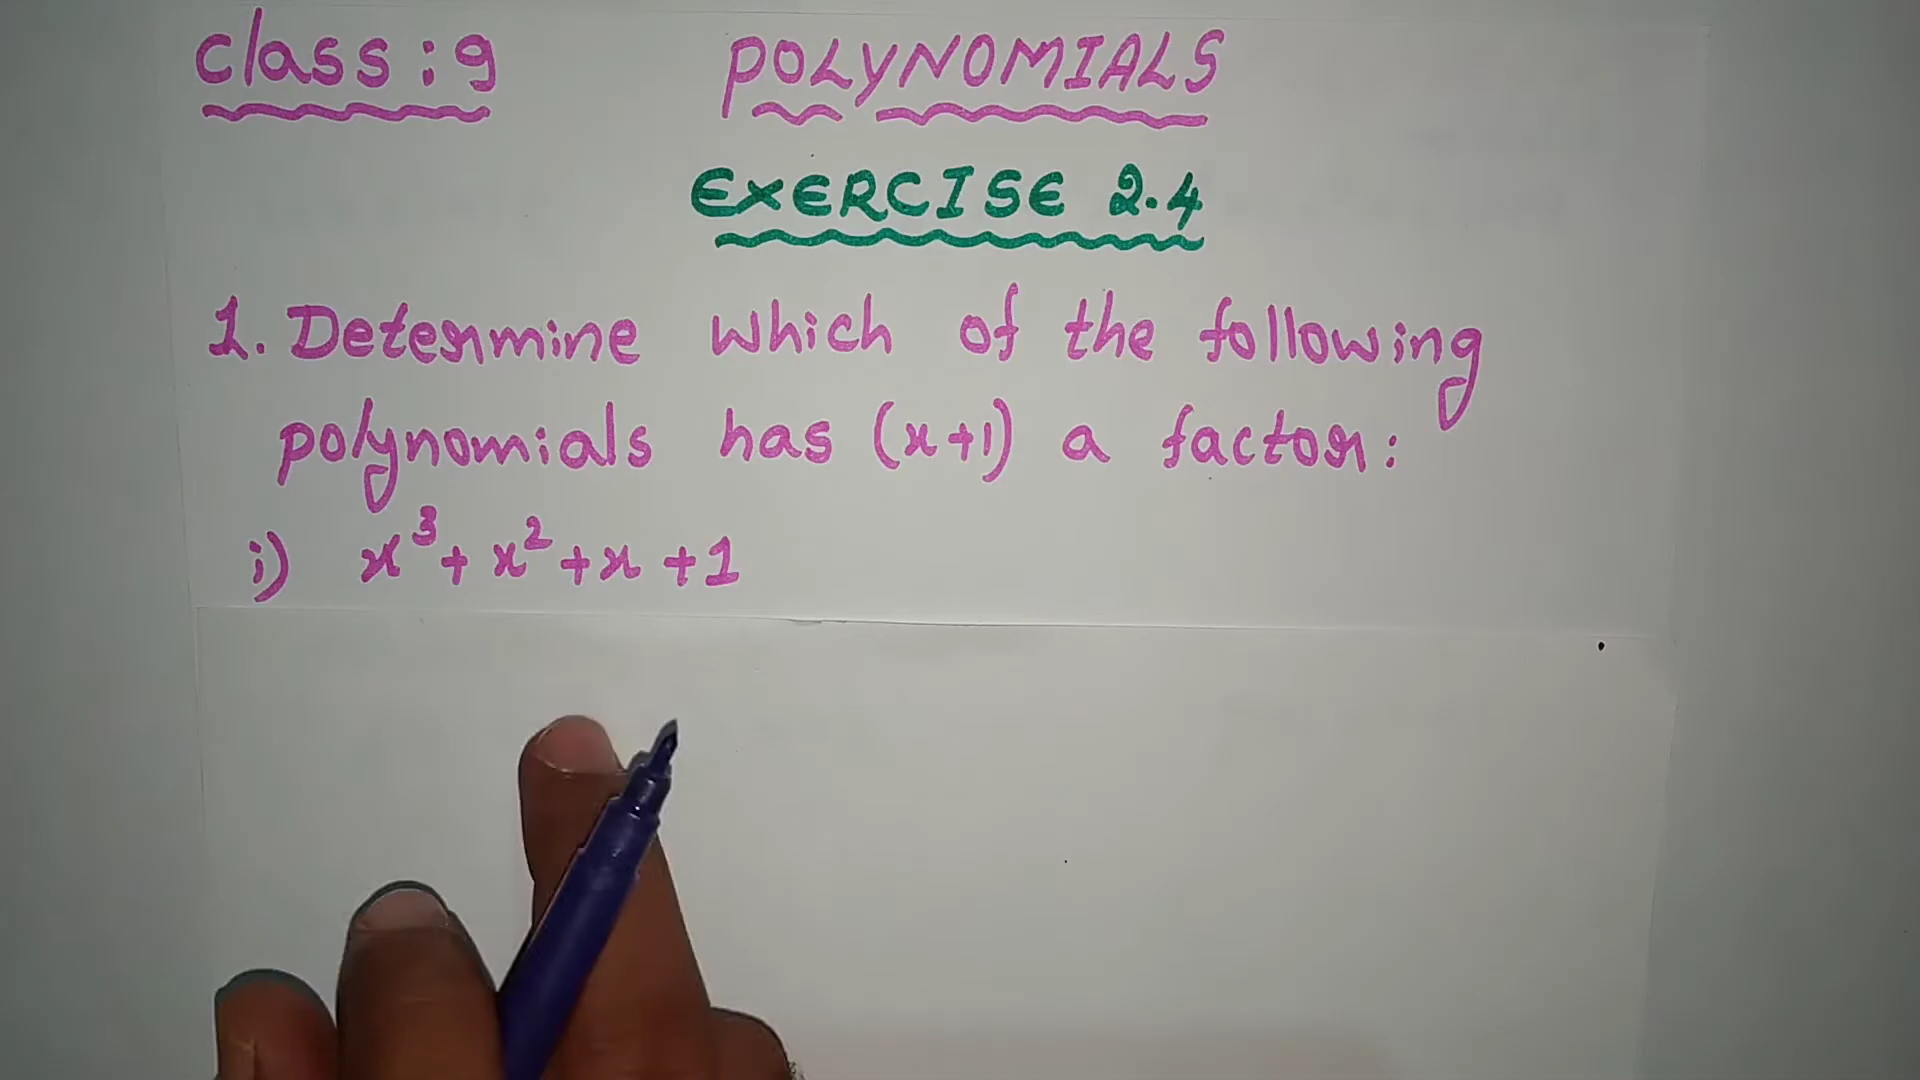 class : 9 POLYNOMIALS
EXERCISE 2.4
1. Determine which of the following
polynomials has (x+1) a factor:
i) x³ + x² + x + 1